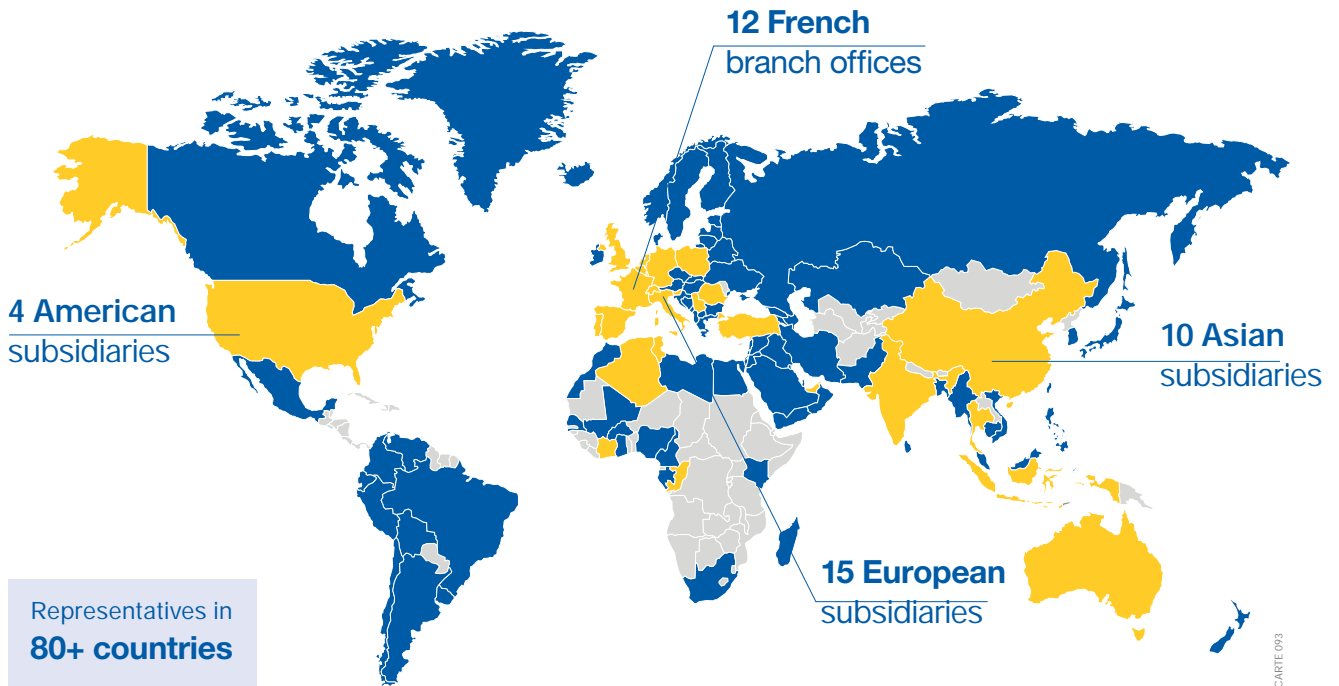 12 French
branch offices
4 American
subsidiaries
10 Asian
subsidiaries
15 European
subsidiaries
Representatives in
80+ countries
CARTE 093